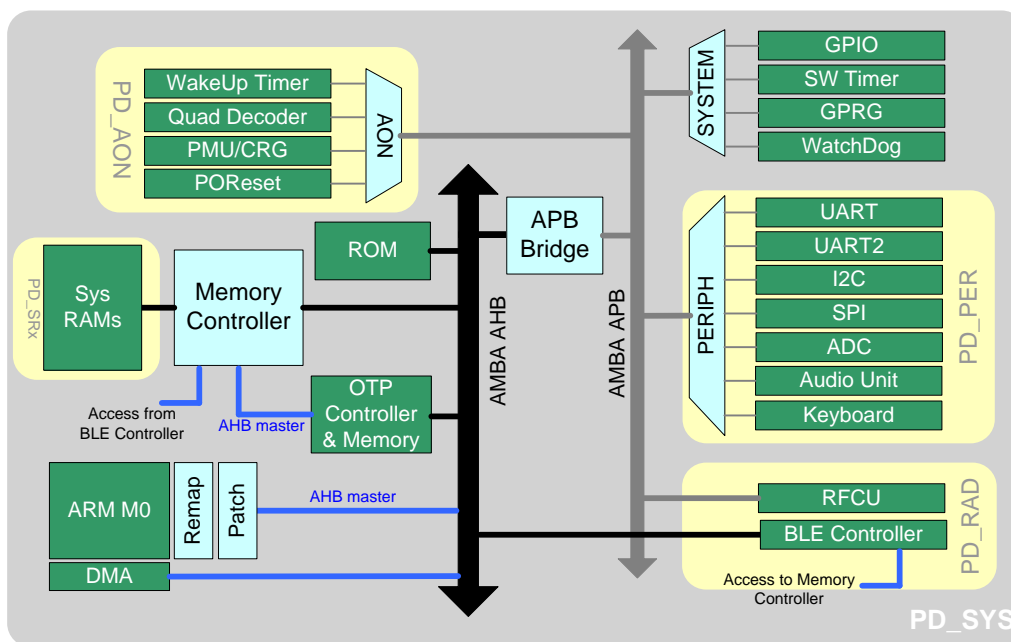 PD_AON
WakeUp Timer
Quad Decoder
PMU/CRG
POReset
AON
SYSTEM
GPIO
SW Timer
GPRG
WatchDog
ROM
APB
Bridge
PD_SRx
Sys
RAMs
Memory
Controller
AMBA AHB
AMBA APB
PERIPH
UART
UART2
I2C
SPI
ADC
Audio Unit
Keyboard
PD_PER
Access from
BLE Controller
AHB master
OTP
Controller
& Memory
ARM M0
Remap
Patch
AHB master
DMA
RFCU
BLE Controller
PD_RAD
Access to Memory
Controller
PD_SYS